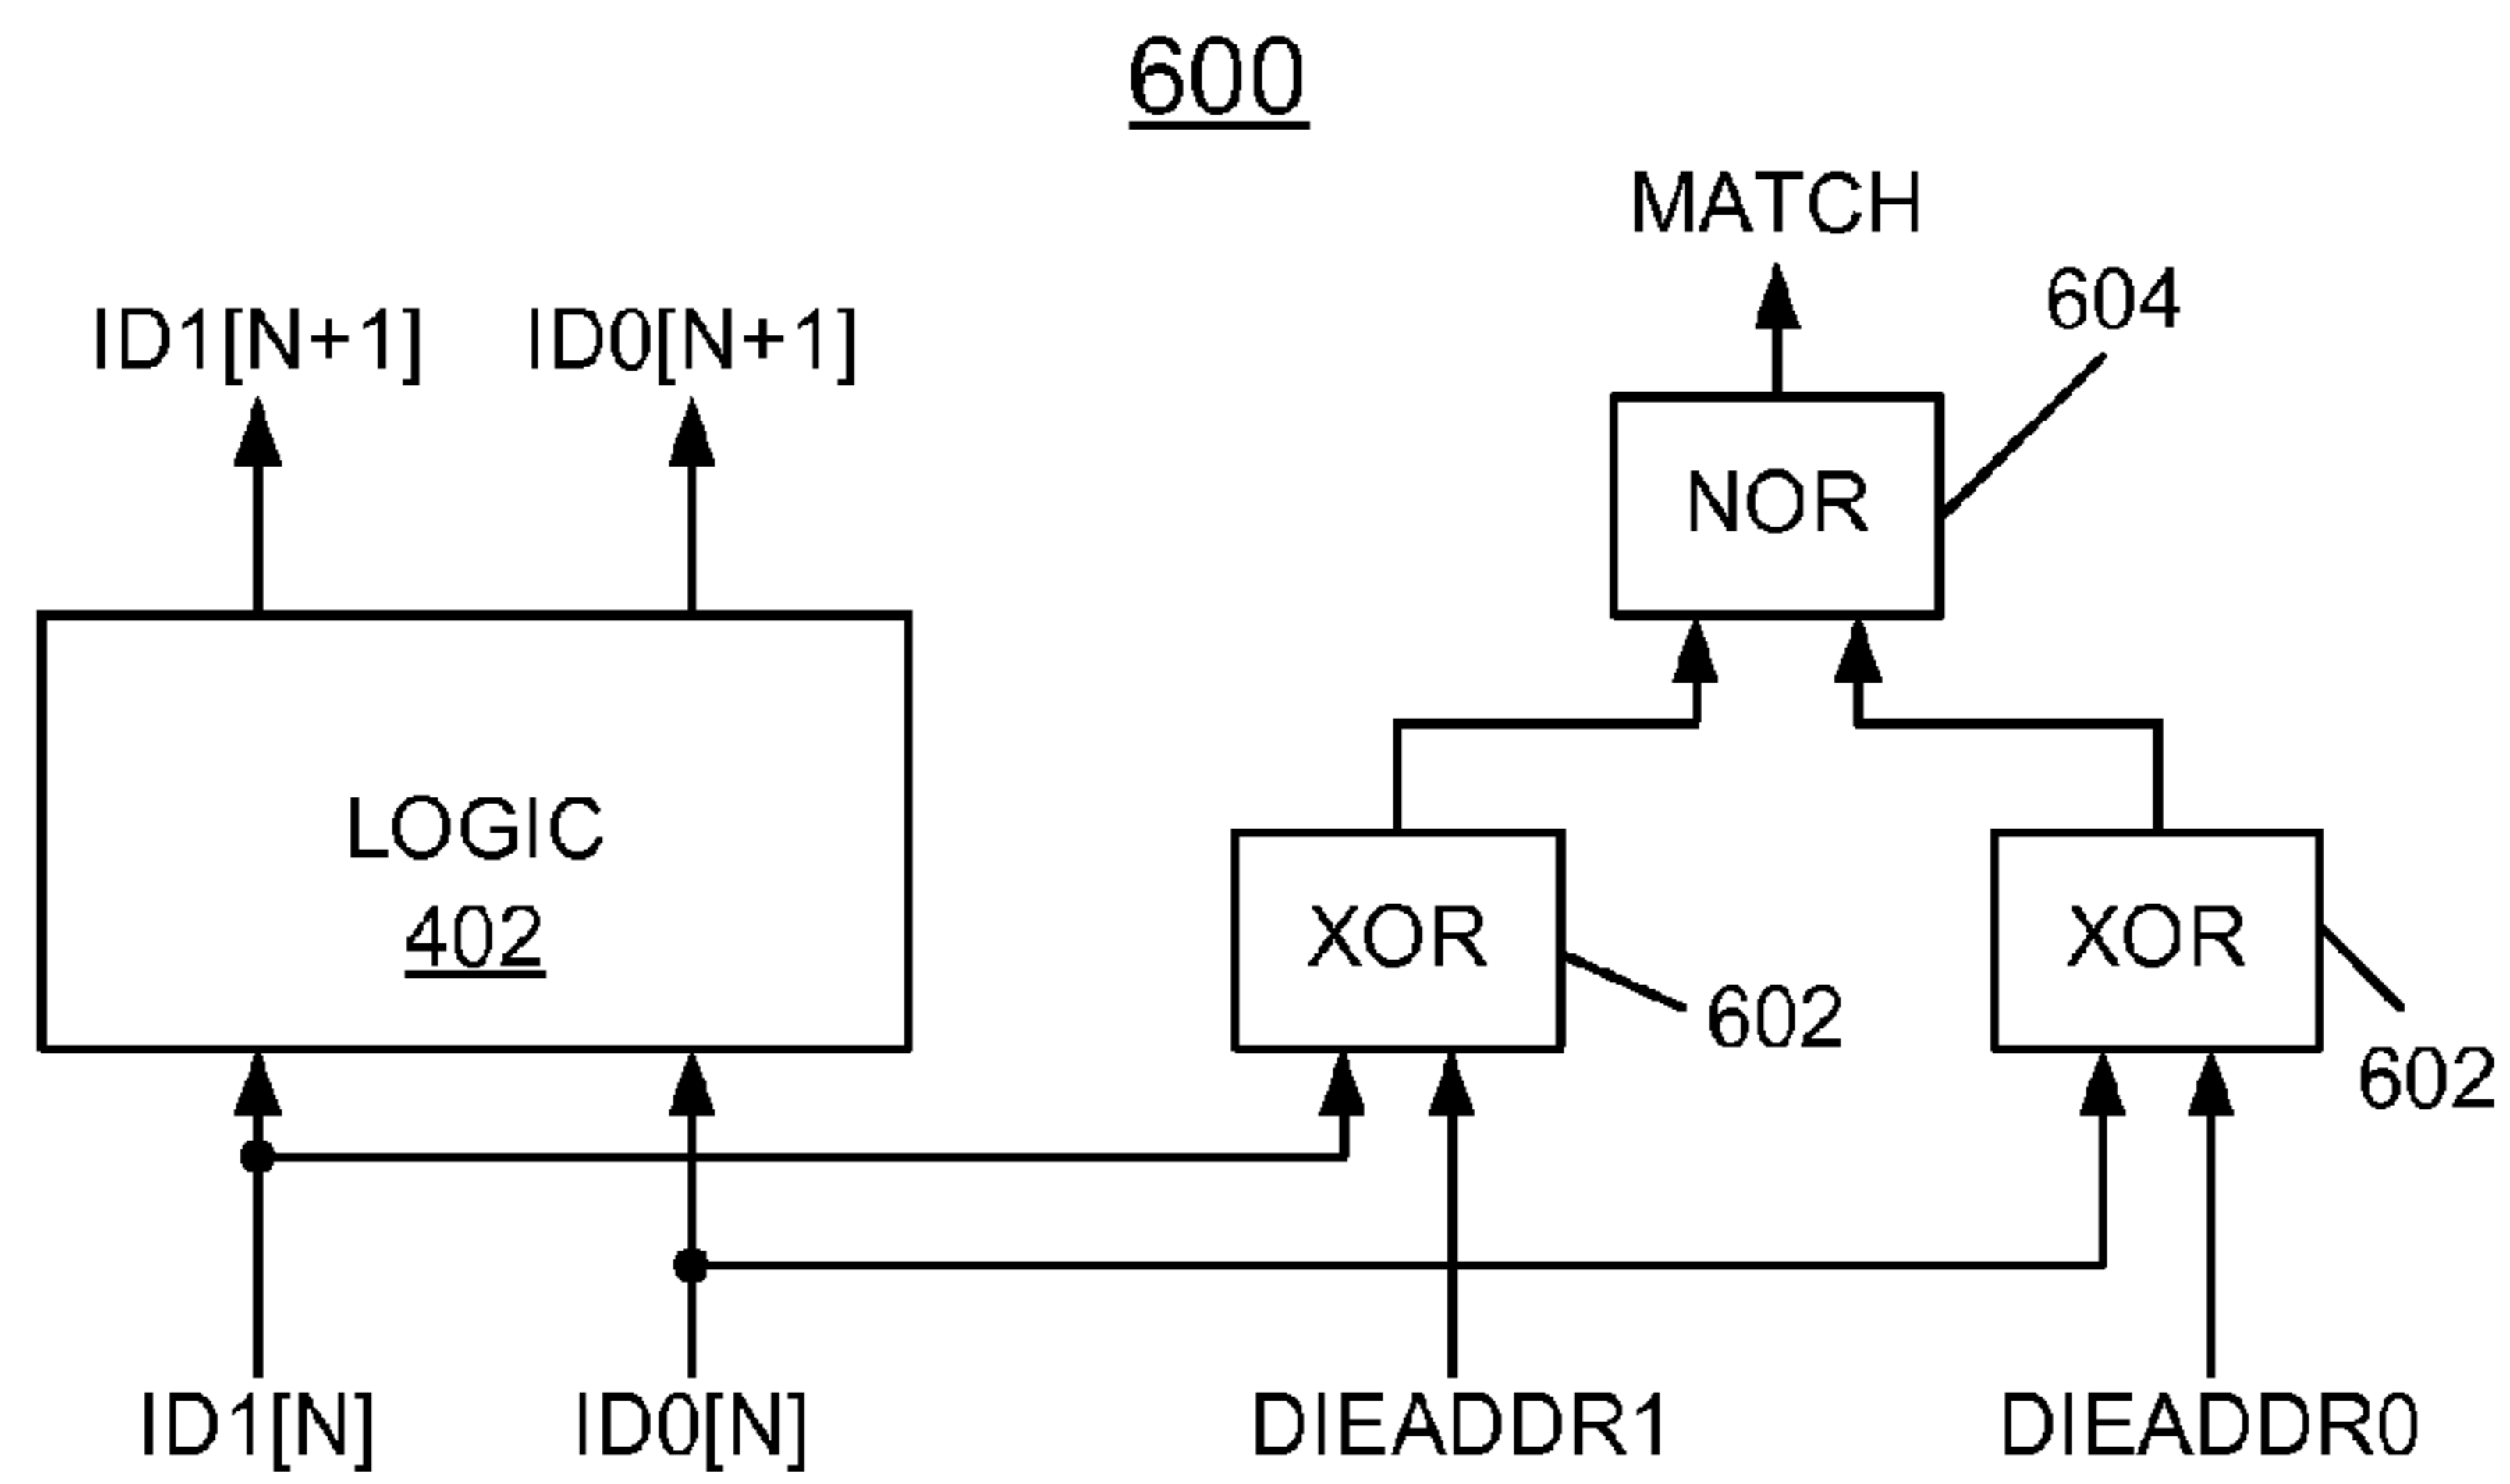 600
MATCH
604
ID1[N+1] ID0[N+1]
NOR
LOGIC
402
XOR
XOR
602
602
ID1[N] ID0[N] DIEADDR1 DIEADDR0